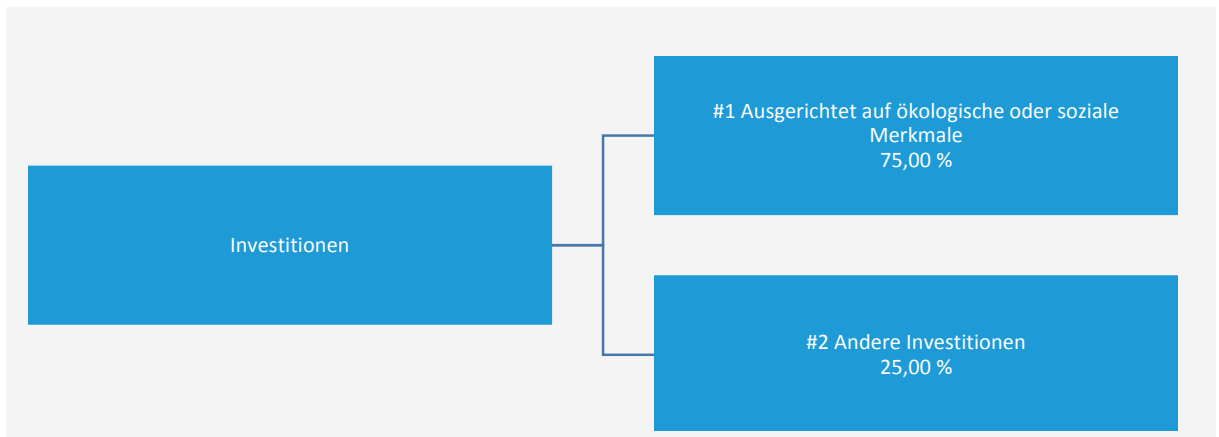 #1 Ausgerichtet auf ökologische oder soziale
Merkmale
75,00 %
Investitionen
#2 Andere Investitionen
25,00 %